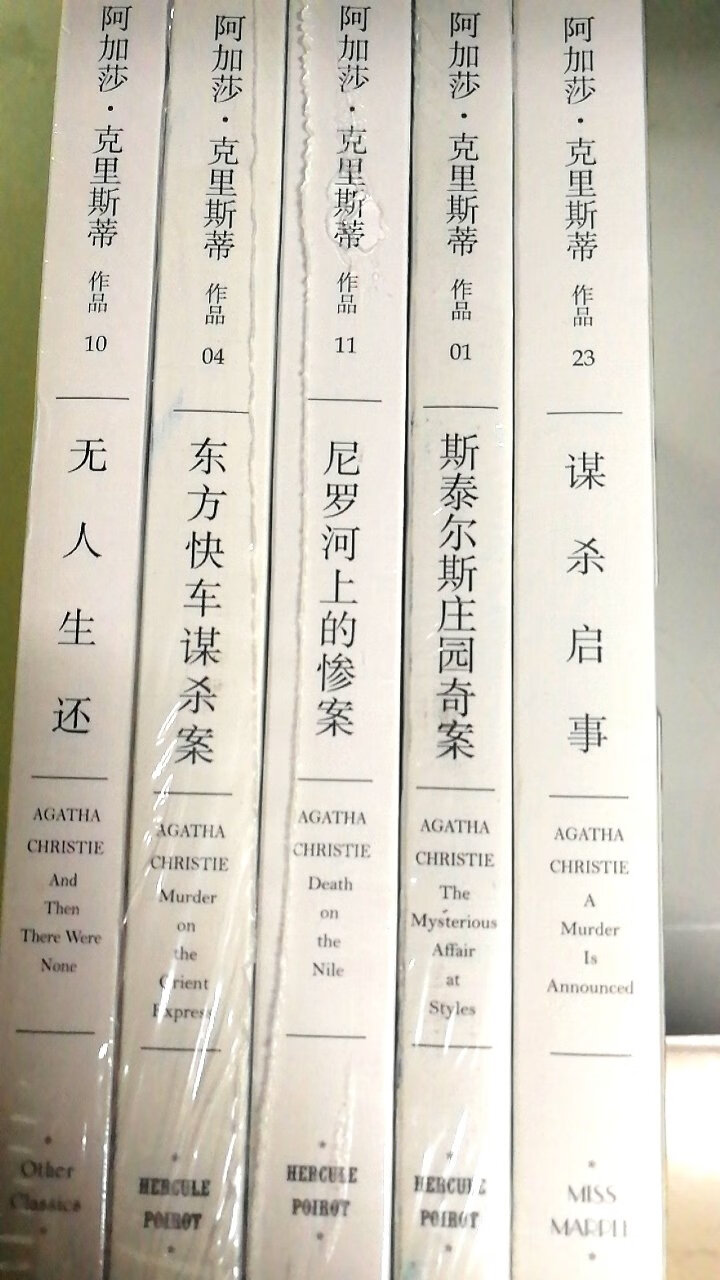 阿加莎·克里斯蒂
作品
10
无人生还
AGATHA
CHRISTIE
And
Then
There Were
None
Other
Classics
阿加莎·克里斯蒂
作品
04
东方快车谋杀案
AGATHA
CHRISTIE
Murder
on
the
Orient
Express
HERCULE
POIROT
阿加莎·克里斯蒂
作品
11
尼罗河上的惨案
AGATHA
CHRISTIE
Death
on
the
Nile
HERCULE
POIROT
阿加莎·克里斯蒂
作品
01
斯泰尔斯庄园奇案
AGATHA
CHRISTIE
The
Mysterious
Affair
at
Styles
HERCULE
POIROT
阿加莎·克里斯蒂
作品
23
谋杀启事
AGATHA
CHRISTIE
A
Murder
Is
Announced
MISS
MARPLE